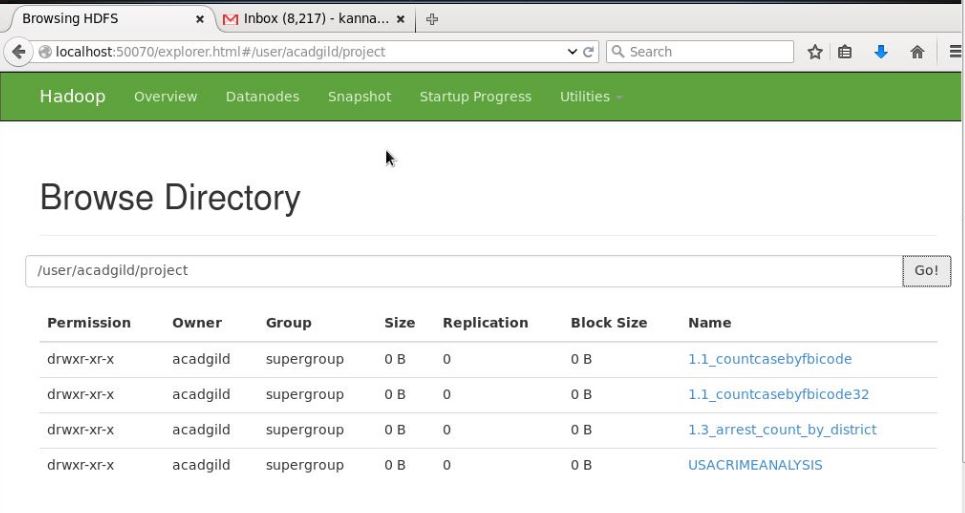 Browsing HDFS × Inbox (8,217) - kanna... ×
localhost:50070/explorer.html#/user/acadgild/project Search
Hadoop Overview Datanodes Snapshot Startup Progress Utilities
Browse Directory
/user/acadgild/project Go!
Permission Owner Group Size Replication Block Size Name
drwxr-xr-x acadgild supergroup 0 B 0 0 B 1.1_countcasebyfbicode
drwxr-xr-x acadgild supergroup 0 B 0 0 B 1.1_countcasebyfbicode32
drwxr-xr-x acadgild supergroup 0 B 0 0 B 1.3_arrest_count_by_district
drwxr-xr-x acadgild supergroup 0 B 0 0 B USACRIMEANALYSIS